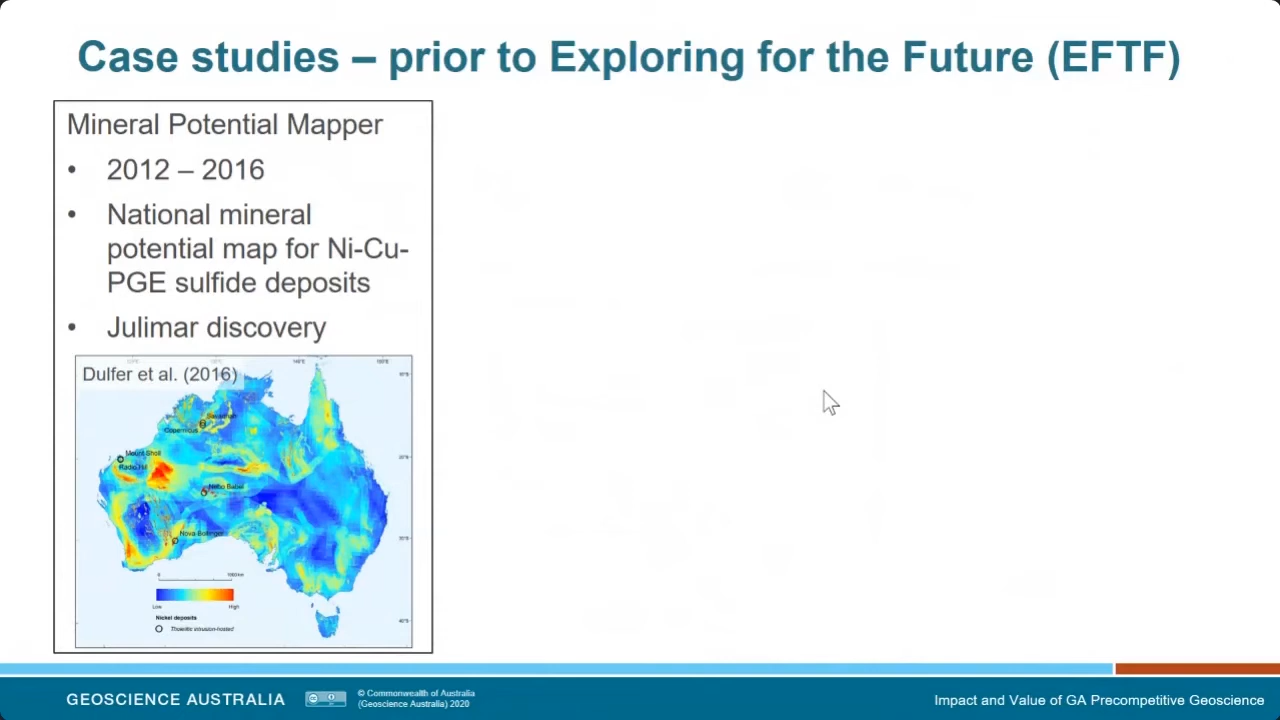 Case studies – prior to Exploring for the Future (EFTF)
Mineral Potential Mapper
• 2012 – 2016
• National mineral
potential map for Ni-Cu-
PGE sulfide deposits
• Julimar discovery
Dulfer et al. (2016)
Savannah
Copernicus
Mount Sholl
Radio Hill
Nebo Babel
Nova-Bollinger
0 1000 km
Low High
Nickel deposits
Tholeiitic intrusion-hosted
GEOSCIENCE AUSTRALIA
© Commonwealth of Australia
(Geoscience Australia) 2020
Impact and Value of GA Precompetitive Geoscience